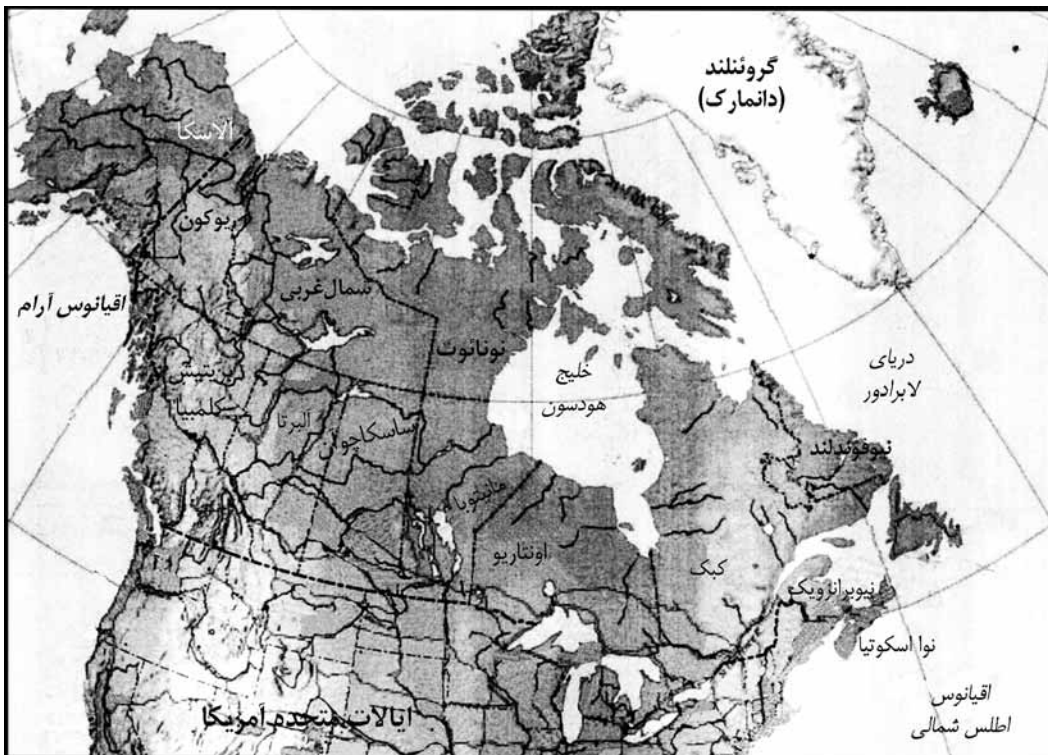 گروئنلند
(دانمارک)
آلاسکا
یوکون
اقیانوس آرام
شمال‌غربی
نوناوت
خلیج
هودسون
دریای
لابرادور
بریتیش
کلمبیا
آلبرتا
ساسکاچوان
مانیتوبا
اونتاریو
کبک
نیوفوندلند
نیوبرانزویک
نوا اسکوتیا
اقیانوس
اطلس شمالی
ایالات متحده آمریکا